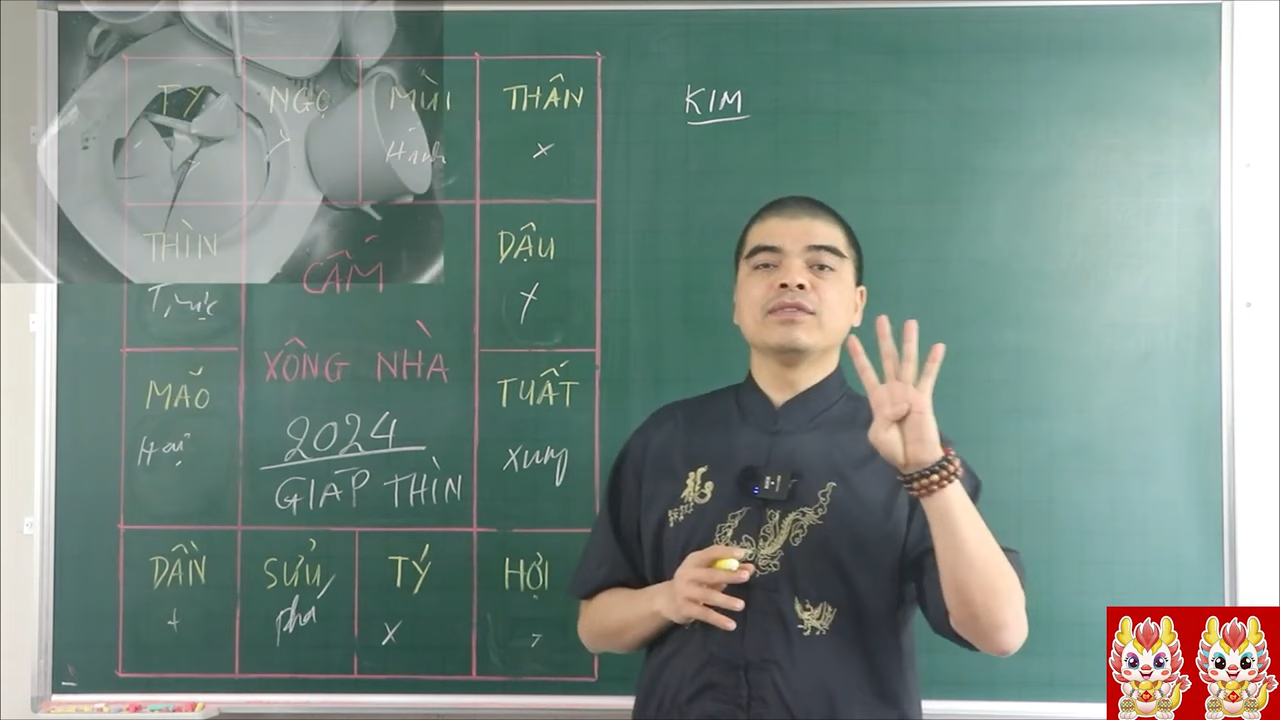 TỴ NGỌ MÙI THÂN
Hình x
THÌN CẤM DẬU
Trực
XÔNG NHÀ
MÃO TUẤT
Hại 2024 xung
GIÁP THÌN
DẦN SỬU TÝ HỢI
+ phá x
KIM